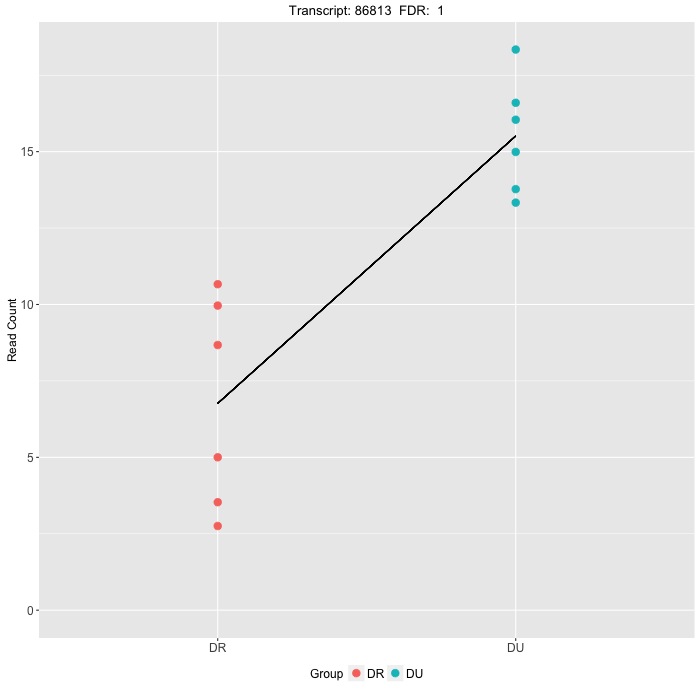 Transcript: 86813  FDR:  1
Read Count
15
10
5
0
DR DU
Group DR DU